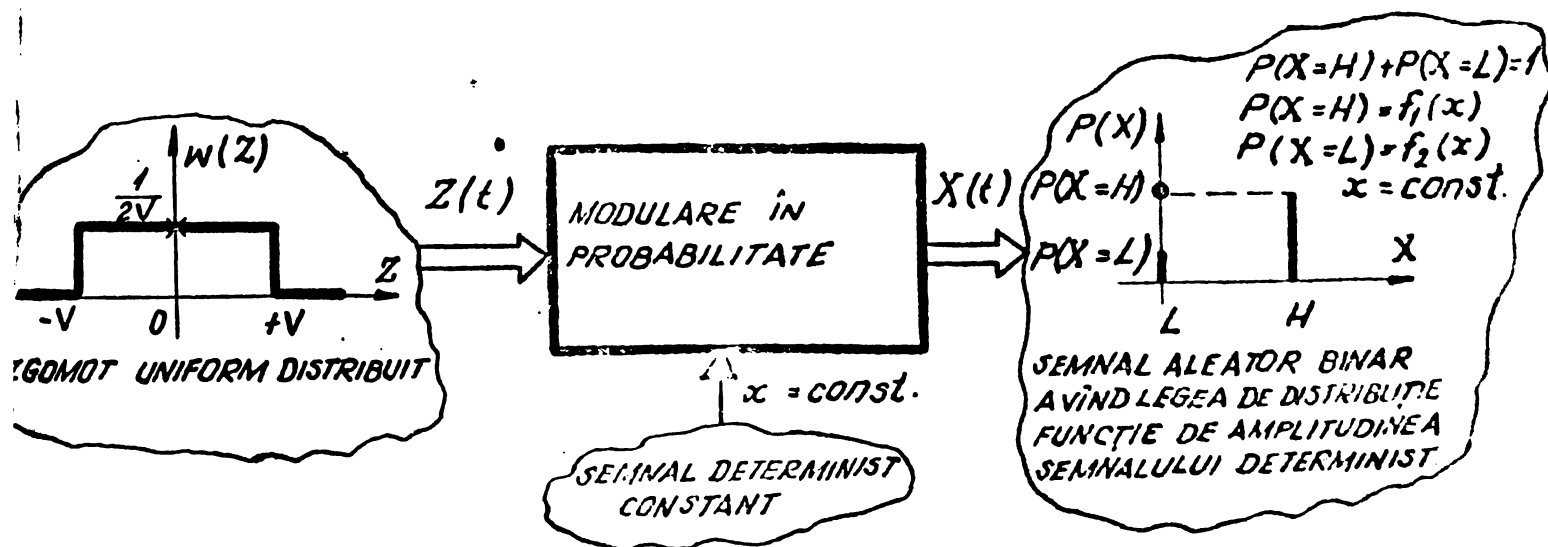 w(Z)
1
2V
Z
-V 0 +V
ZGOMOT UNIFORM DISTRIBUIT
Z(t)
MODULARE ÎN
PROBABILITATE
x = const.
SEMNAL DETERMINIST
CONSTANT
X(t)
P(X=H)+P(X=L)=1
P(X=H)=f₁(x)
P(X=L)=f₂(x)
x = const.
P(X)
P(X=H)
P(X=L)
X
L H
SEMNAL ALEATOR BINAR
AVÎND LEGEA DE DISTRIBUȚIE
FUNCȚIE DE AMPLITUDINEA
SEMNALULUI DETERMINIST